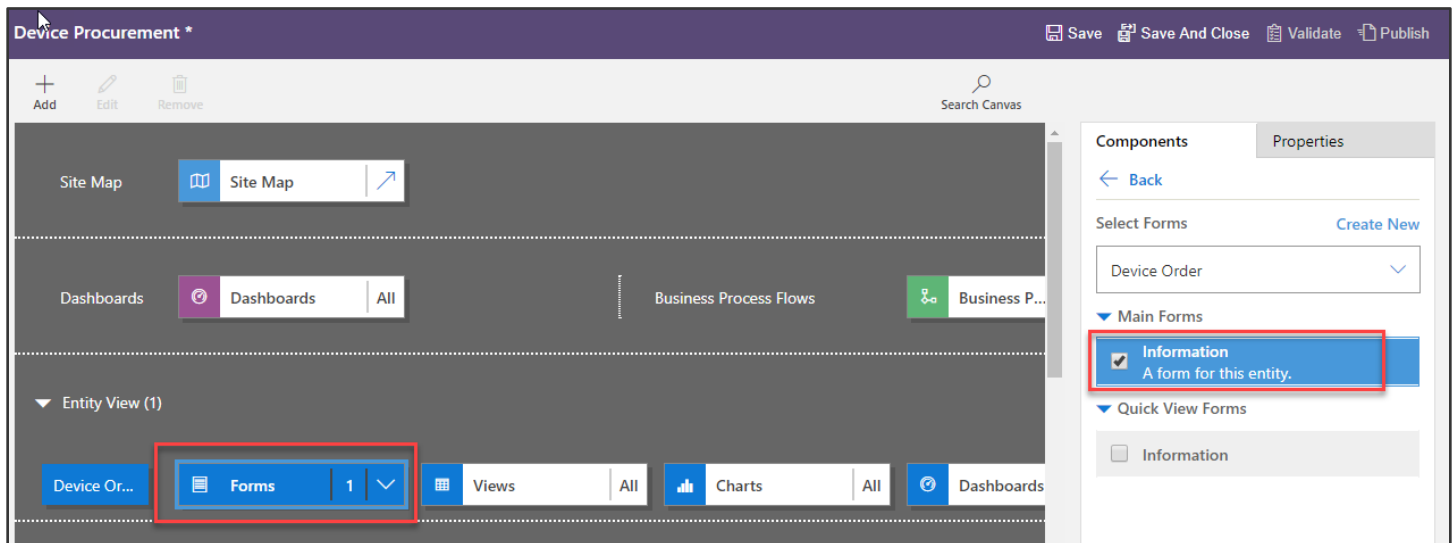 Device Procurement *
Save Save And Close Validate Publish
Add Edit Remove
Search Canvas
Site Map
Site Map
Dashboards
Dashboards All
Business Process Flows
Business P...
Entity View (1)
Device Or...
Forms 1
Views All
Charts All
Dashboards
Components Properties
Back
Select Forms Create New
Device Order
Main Forms
Information
A form for this entity.
Quick View Forms
Information